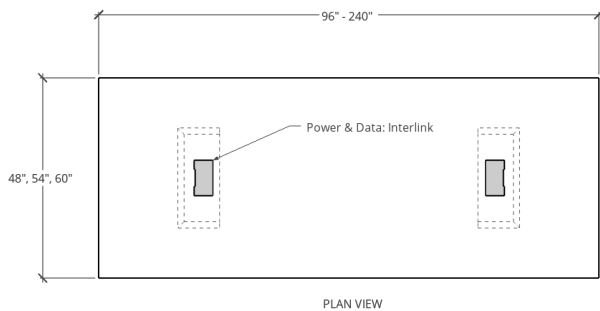 96" - 240"
Power & Data: Interlink
48", 54", 60"
PLAN VIEW